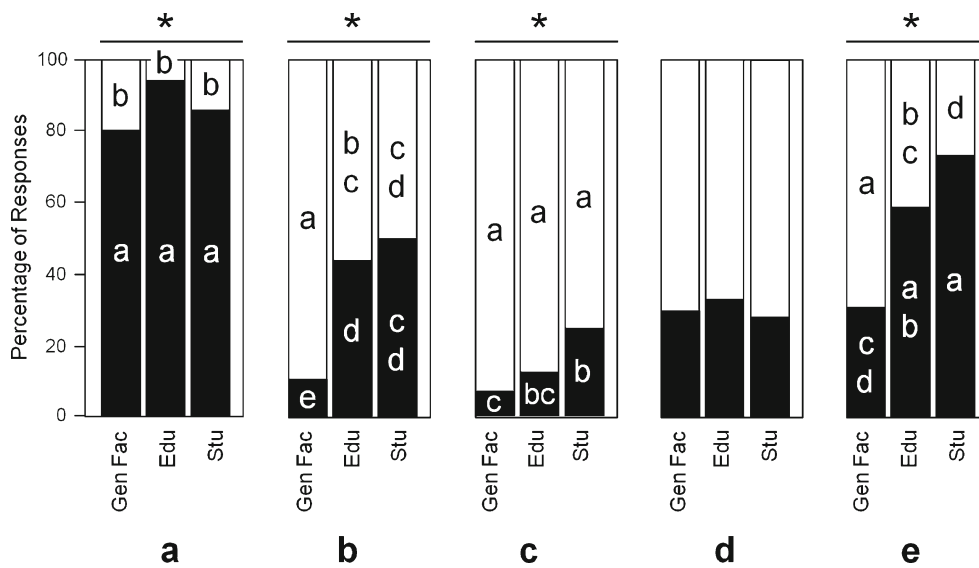 * * * *
Percentage of Responses
100
80
60
40
20
0
b b b
a a a
a b c c d
e d c d
a a a
c bc b
a b c d
c d a b a
Gen Fac Edu Stu
Gen Fac Edu Stu
Gen Fac Edu Stu
Gen Fac Edu Stu
Gen Fac Edu Stu
a b c d e